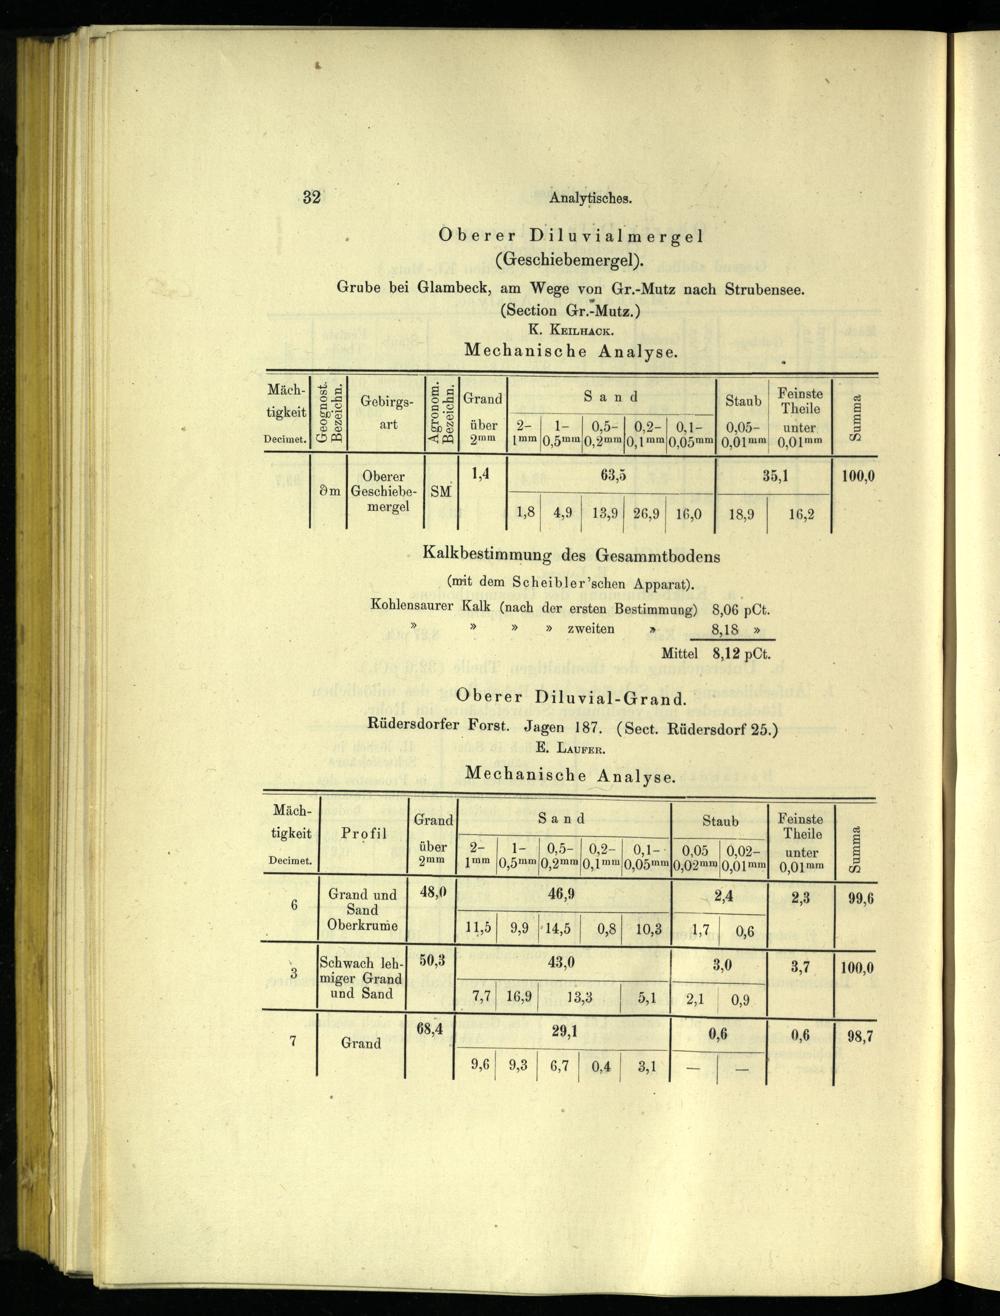 32
Analytisches.
Oberer Diluvialmergel
(Geschiebemergel).
Grube bei Glambeck, am Wege von Gr.-Mutz nach Strubensee.
(Section Gr.-Mutz.)
K. KEILHACK.
Mechanische Analyse.
Mäch-tigkeit Decimet. | Geognost. Bezeichn. | Gebirgs-art | Agronom. Bezeichn. | Grand über 2mm | Sand | Staub 0,05-0,01mm | Feinste Theile unter 0,01mm | Summa
2-1mm | 1-0,5mm | 0,5-0,2mm | 0,2-0,1mm | 0,1-0,05mm
∂m | Oberer Geschiebe-mergel | SM | 1,4 | 63,5 | 35,1 | 100,0
1,8 | 4,9 | 13,9 | 26,9 | 16,0 | 18,9 | 16,2
Kalkbestimmung des Gesammtbodens
(mit dem Scheibler'schen Apparat).
Kohlensaurer Kalk (nach der ersten Bestimmung) 8,06 pCt.
» » » » zweiten » 8,18 »
Mittel 8,12 pCt.
Oberer Diluvial-Grand.
Rüdersdorfer Forst. Jagen 187. (Sect. Rüdersdorf 25.)
E. LAUFER.
Mechanische Analyse.
Mäch-tigkeit Decimet. | Profil | Grand über 2mm | Sand | Staub | Feinste Theile unter 0,01mm | Summa
2-1mm | 1-0,5mm | 0,5-0,2mm | 0,2-0,1mm | 0,1-0,05mm | 0,05 0,02mm | 0,02-0,01mm
6 | Grand und Sand Oberkrume | 48,0 | 46,9 | 2,4 | 2,3 | 99,6
11,5 | 9,9 | 14,5 | 0,8 | 10,3 | 1,7 | 0,6
3 | Schwach leh-miger Grand und Sand | 50,3 | 43,0 | 3,0 | 3,7 | 100,0
7,7 | 16,9 | 13,3 | 5,1 | 2,1 | 0,9
7 | Grand | 68,4 | 29,1 | 0,6 | 0,6 | 98,7
9,6 | 9,3 | 6,7 | 0,4 | 3,1 | — | —